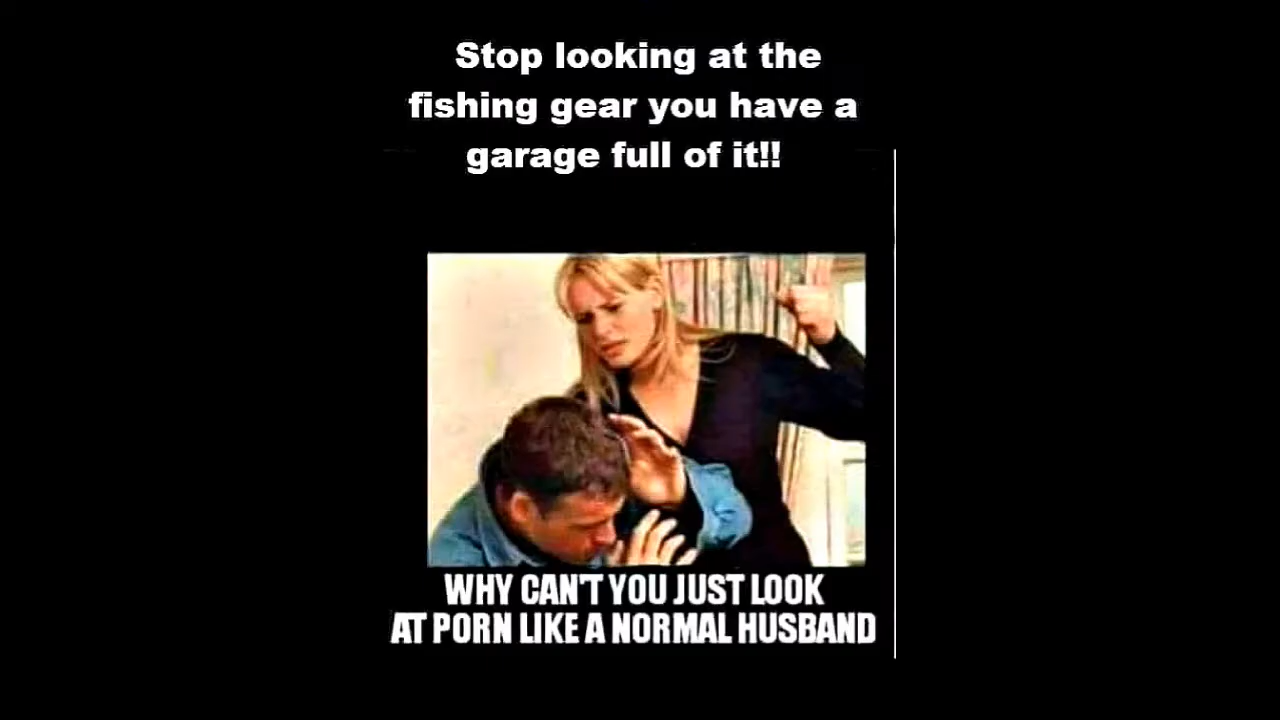 Stop looking at the
fishing gear you have a
garage full of it!!
WHY CAN'T YOU JUST LOOK
AT PORN LIKE A NORMAL HUSBAND